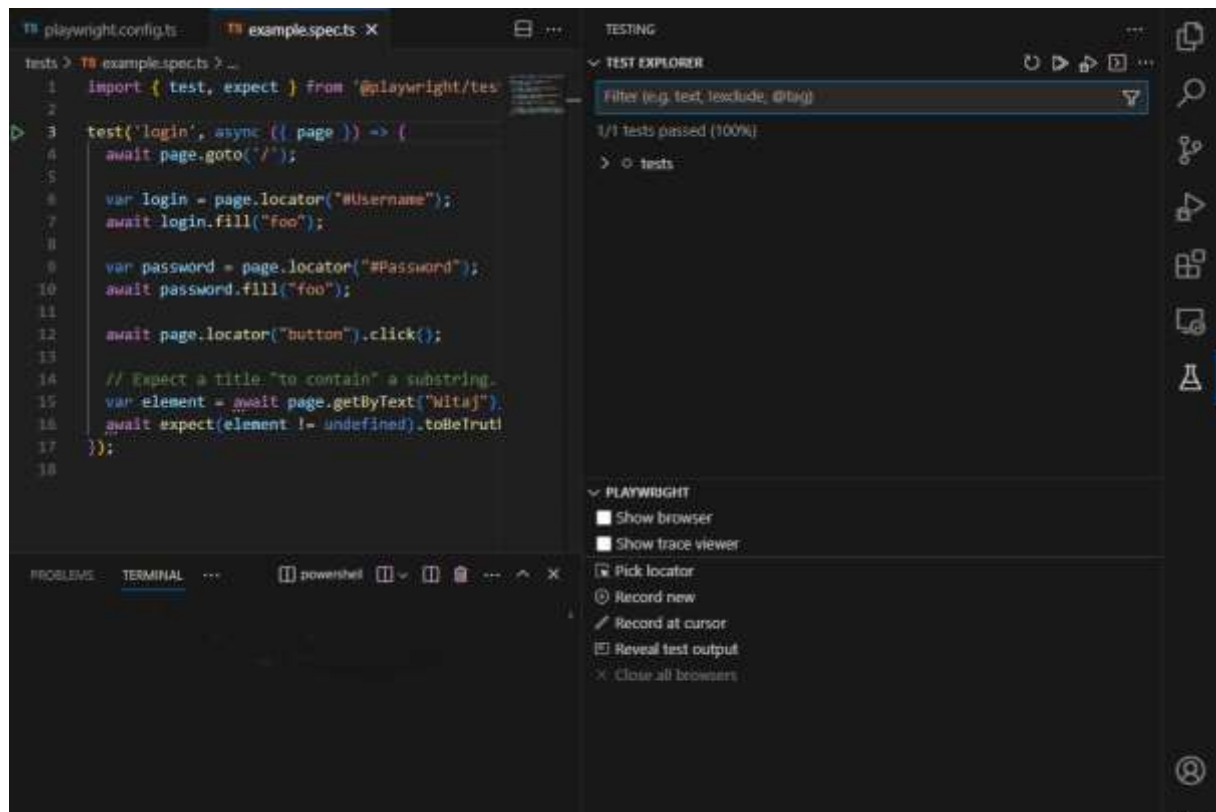 TS playwright.config.ts TS example.spec.ts ...
tests > TS example.spec.ts > ...
1 import { test, expect } from '@playwright/tes
2
3 test('login', async ({ page }) => {
4 await page.goto('/');
5
6 var login = page.locator("#Username");
7 await login.fill("foo");
8
9 var password = page.locator("#Password");
10 await password.fill("foo");
11
12 await page.locator("button").click();
13
14 // Expect a title "to contain" a substring.
15 var element = await page.getByText("Witaj").
16 await expect(element != undefined).toBeTrut
17 });
18
PROBLEMS TERMINAL ... powershell ...
TESTING ...
TEST EXPLORER ...
Filter (e.g. text, !exclude, @tag)
1/1 tests passed (100%)
> tests
PLAYWRIGHT
Show browser
Show trace viewer
Pick locator
Record new
Record at cursor
Reveal test output
Close all browsers